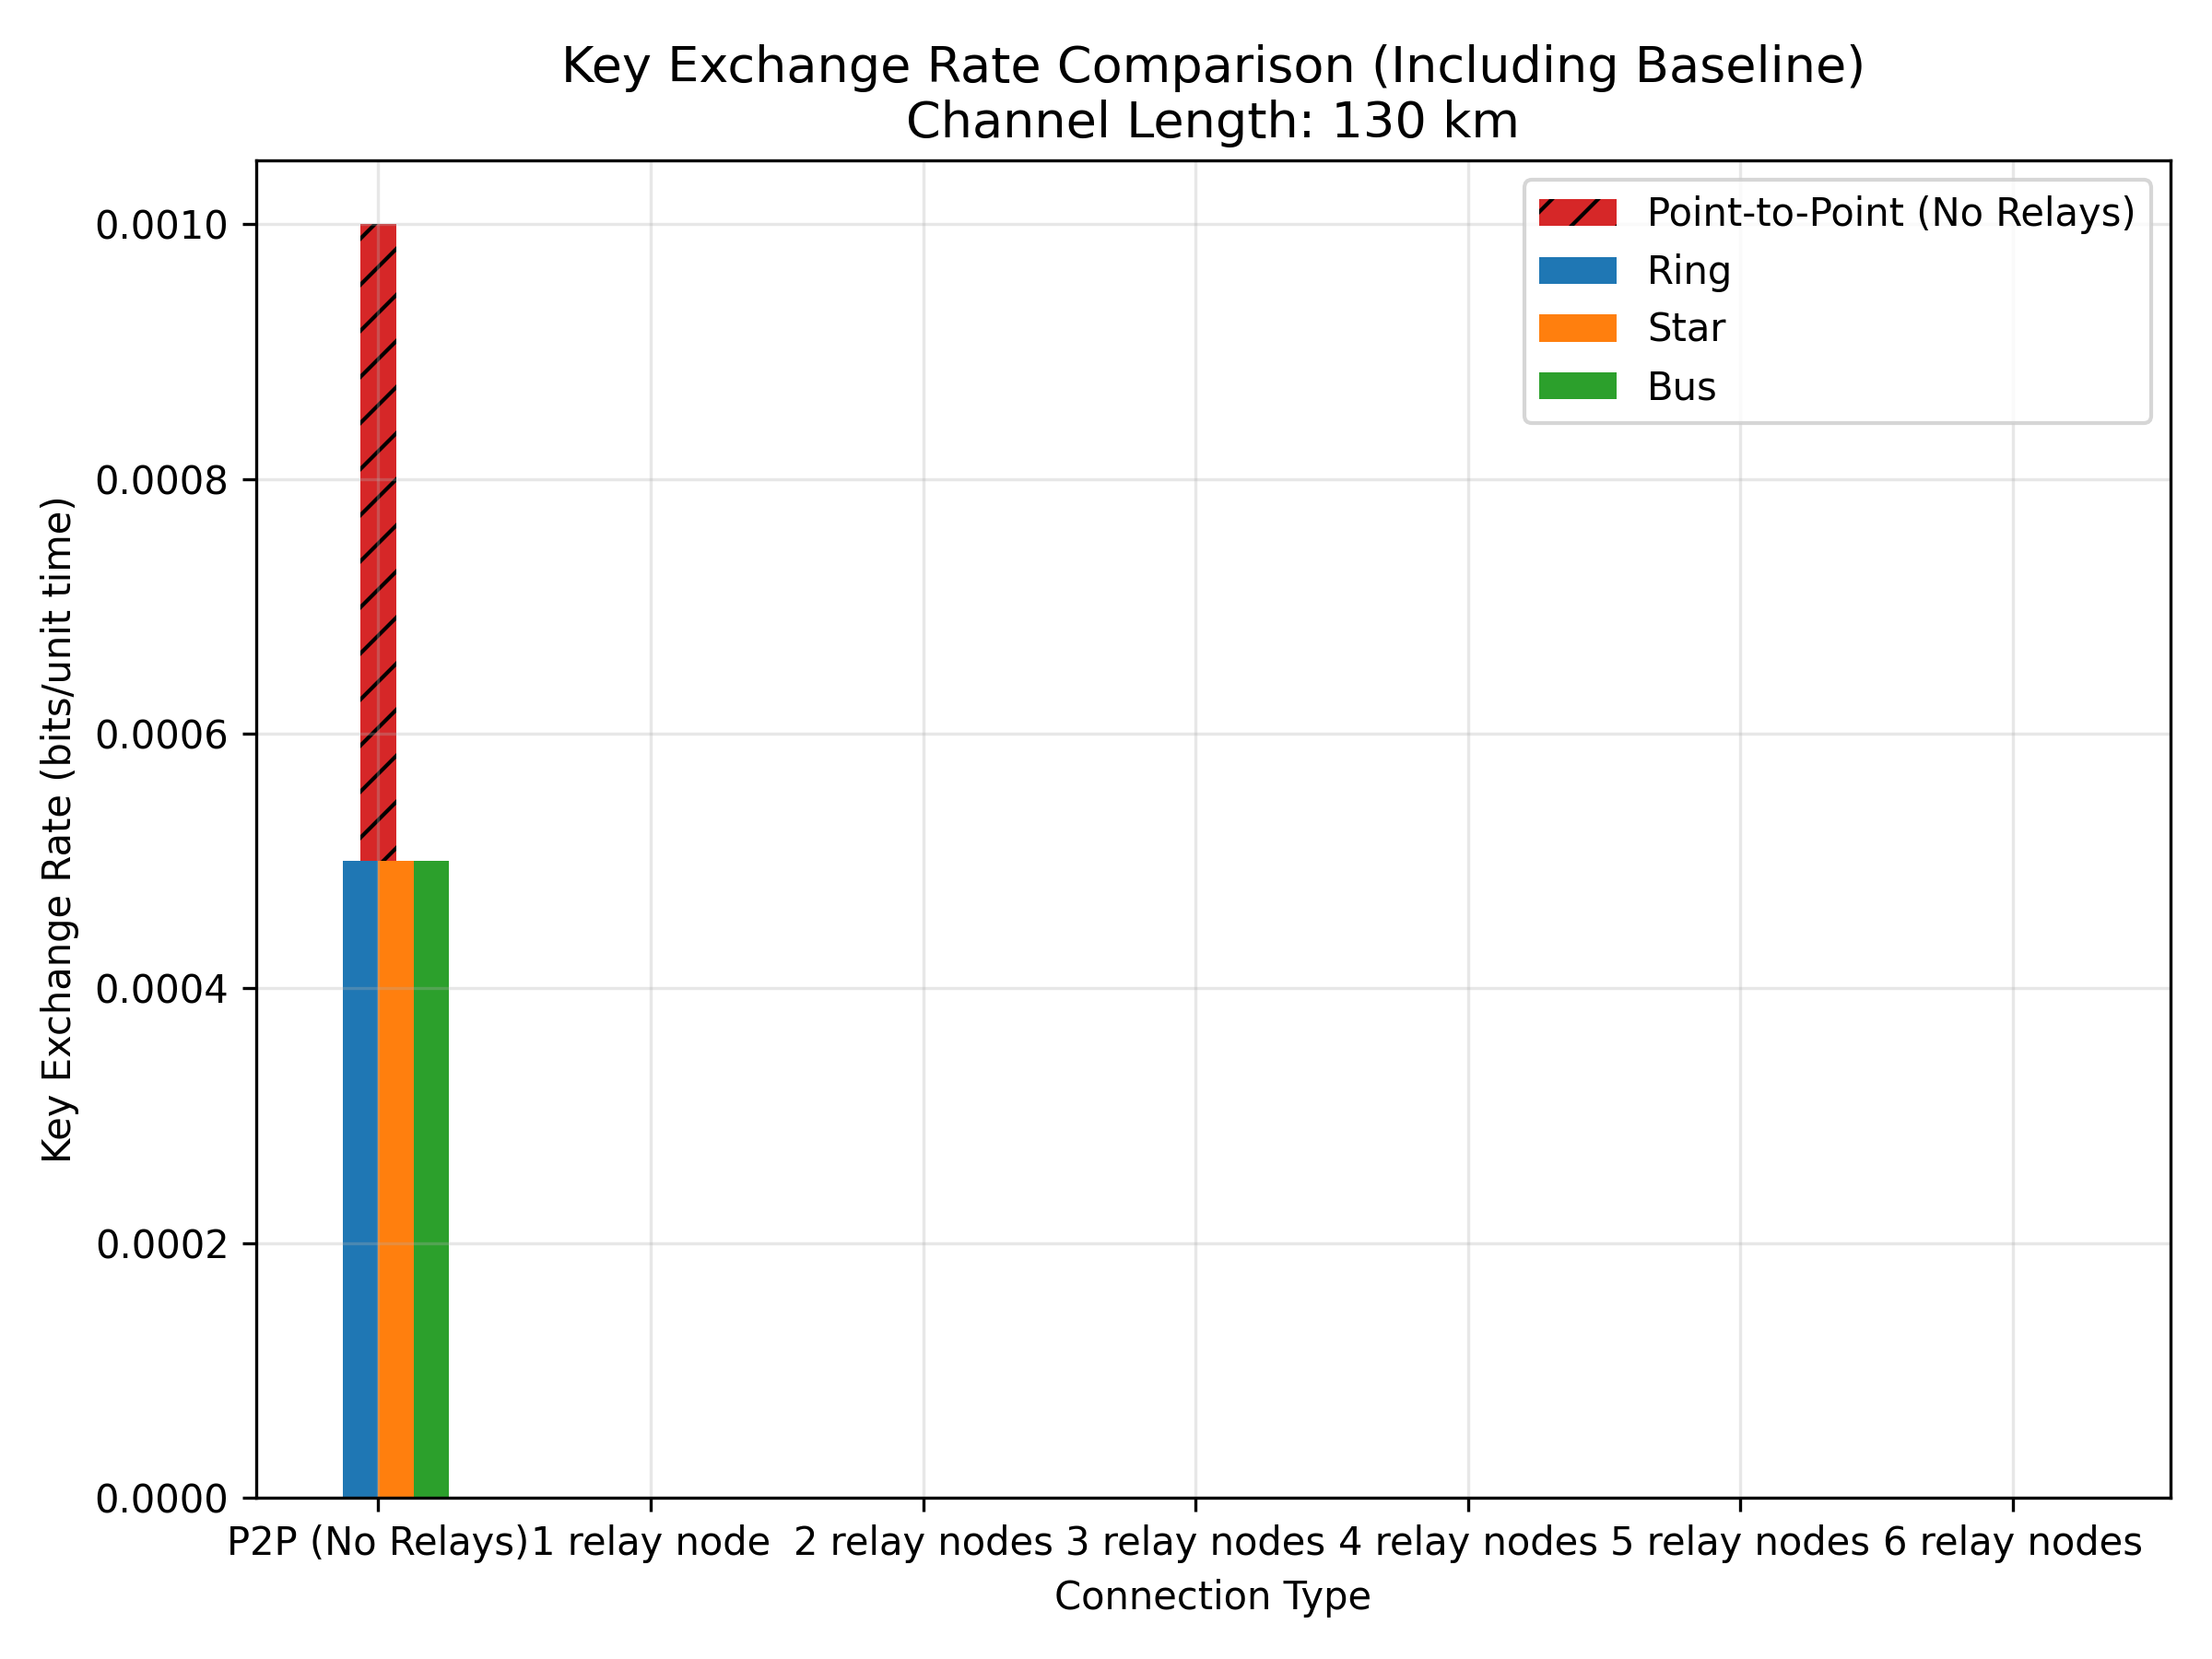 Key Exchange Rate Comparison (Including Baseline)
Channel Length: 130 km
Point-to-Point (No Relays)
Ring
Star
Bus
Key Exchange Rate (bits/unit time)
0.0010
0.0008
0.0006
0.0004
0.0002
0.0000
P2P (No Relays) 1 relay node 2 relay nodes 3 relay nodes 4 relay nodes 5 relay nodes 6 relay nodes
Connection Type